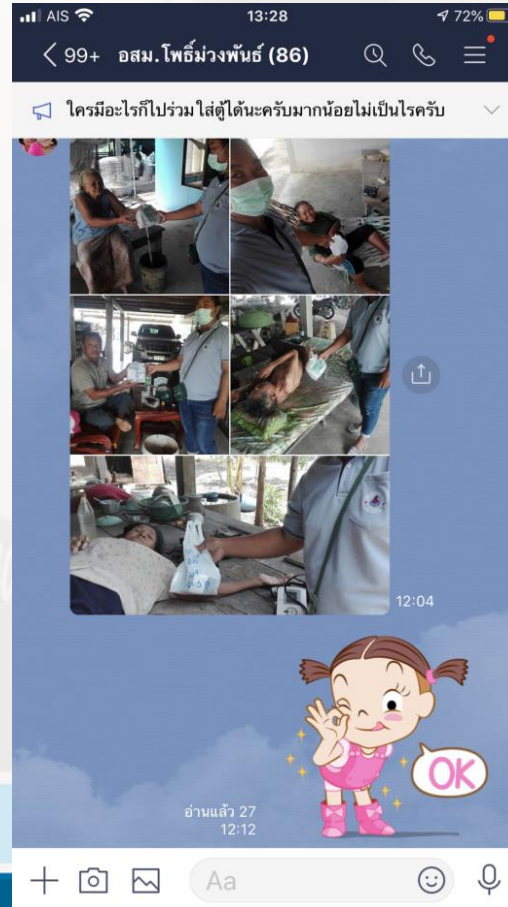 AIS
13:28
72%
99+ อสม.โพธิ์ม่วงพันธ์ (86)
ใครมีอะไรก็ไปร่วมใส่ตู้ได้นะครับมากน้อยไม่เป็นไรครับ
12:04
OK
อ่านแล้ว 27
12:12
Aa